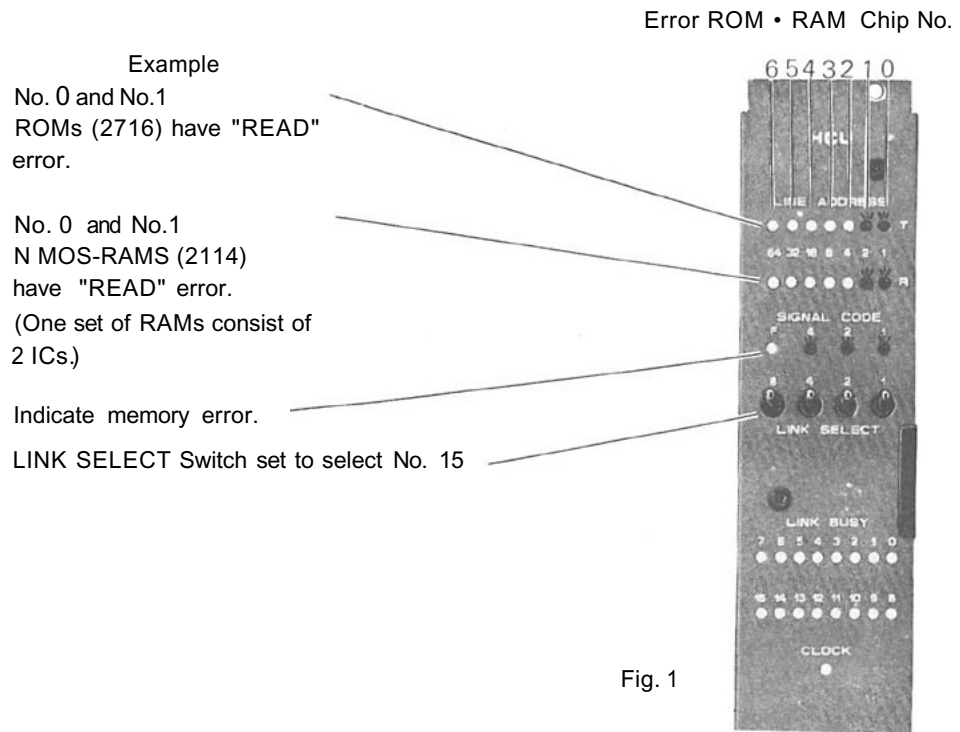 Error ROM • RAM Chip No.
Example
No. 0 and No.1
ROMs (2716) have "READ"
error.
No. 0 and No.1
N MOS-RAMS (2114)
have "READ" error.
(One set of RAMs consist of
2 ICs.)
Indicate memory error.
LINK SELECT Switch set to select No. 15
6 5 4 3 2 1 0
LINE ADDRESS
T
64 32 16 8 4 2 1
R
SIGNAL CODE
F 4 2 1
8 4 2 1
D D D D
LINK SELECT
LINK BUSY
7 6 5 4 3 2 1 0
15 14 13 12 11 10 9 8
CLOCK
Fig. 1